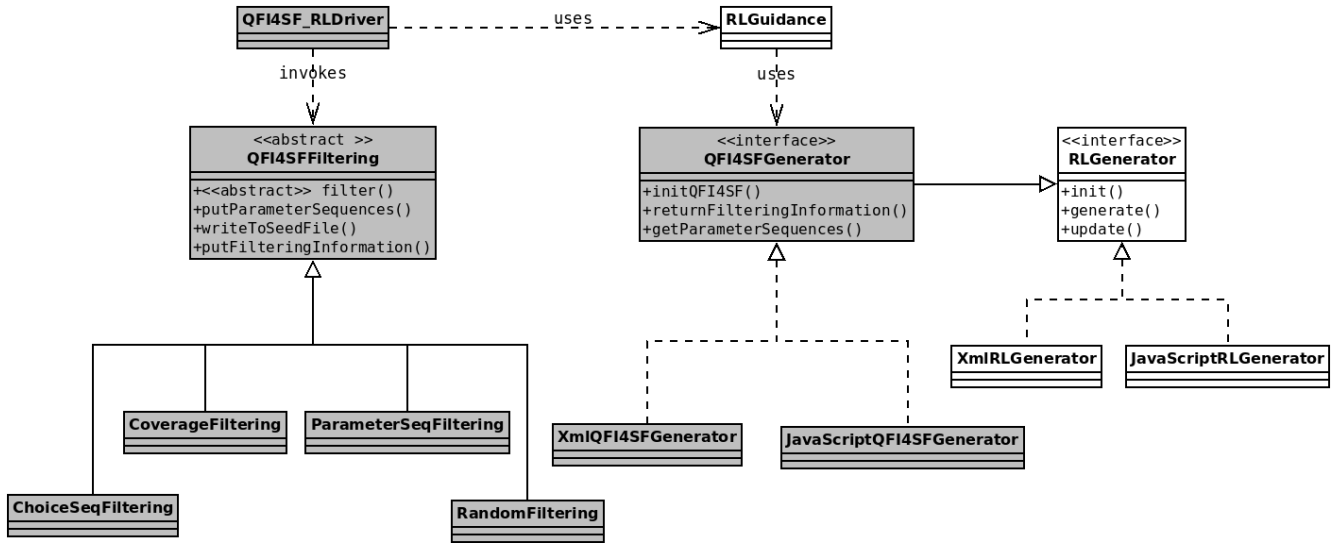 QFI4SF_RLDriver
uses
RLGuidance
invokes
uses
<<abstract >>
QFI4SFFiltering
+<<abstract>> filter()
+putParameterSequences()
+writeToSeedFile()
+putFilteringInformation()
<<interface>>
QFI4SFGenerator
+initQFI4SF()
+returnFilteringInformation()
+getParameterSequences()
<<interface>>
RLGenerator
+init()
+generate()
+update()
XmlRLGenerator
JavaScriptRLGenerator
CoverageFiltering
ParameterSeqFiltering
XmlQFI4SFGenerator
JavaScriptQFI4SFGenerator
ChoiceSeqFiltering
RandomFiltering